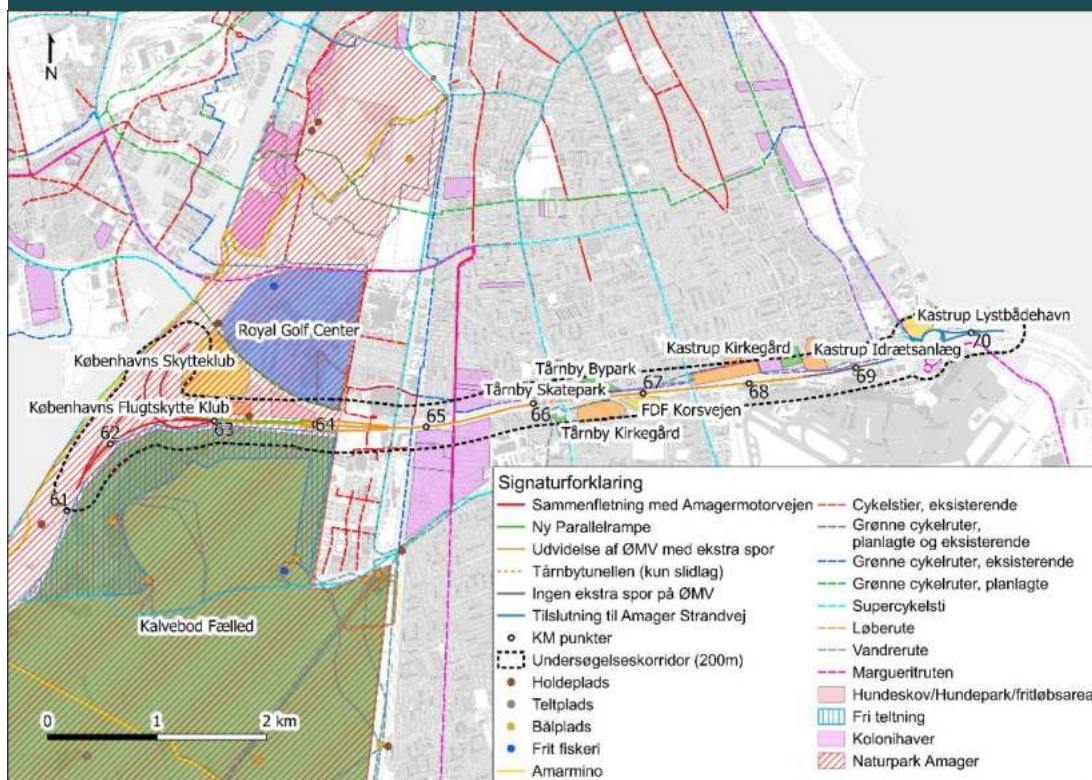 N
Royal Golf Center
Københavns Skytteklub
Københavns Flugtskytte Klub
61
62
63
64
65
66
67
68
69
70
Kastrup Lystbådehavn
Kastrup Kirkegård
Kastrup Idrætsanlæg
Tårnby Bypark
Tårnby Skatepark
FDF Korsvejen
Tårnby Kirkegård
Kalvebod Fælled
0 1 2 km
Signaturforklaring
Sammenfletning med Amagermotorvejen
Ny Parallelrampe
Udvidelse af ØMV med ekstra spor
Tårnbytunellen (kun slidlag)
Ingen ekstra spor på ØMV
Tilslutning til Amager Strandvej
KM punkter
Undersøgelseskorridor (200m)
Holdeplads
Teltplads
Bålplads
Frit fiskeri
Amarmino
Cykelstier, eksisterende
Grønne cykelruter,
planlagte og eksisterende
Grønne cykelruter, eksisterende
Grønne cykelruter, planlagte
Supercykelsti
Løberute
Vandrerute
Margueritruten
Hundeskov/Hundepark/fritløbsarea
Fri teltning
Kolonihaver
Naturpark Amager